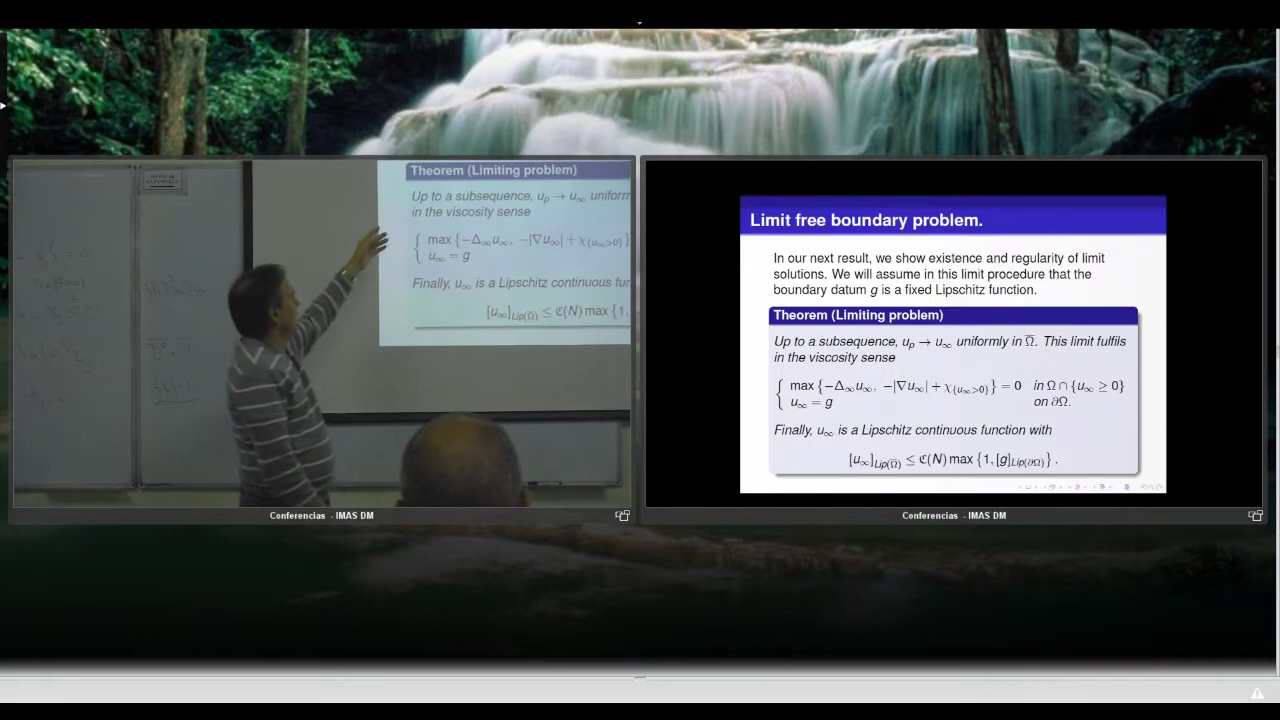 Theorem (Limiting problem)
Up to a subsequence, u_p → u_∞ uniform
in the viscosity sense
{ max {−Δ_∞u_∞, −|∇u_∞| + χ_{u_∞>0}}
u_∞ = g
Finally, u_∞ is a Lipschitz continuous fun
[u_∞]_Lip(Ω̅) ≤ ℭ(N) max {1,
Conferencias - IMAS DM
Limit free boundary problem.
In our next result, we show existence and regularity of limit
solutions. We will assume in this limit procedure that the
boundary datum g is a fixed Lipschitz function.
Theorem (Limiting problem)
Up to a subsequence, u_p → u_∞ uniformly in Ω̅. This limit fulfils
in the viscosity sense
{ max {−Δ_∞u_∞, −|∇u_∞| + χ_{u_∞>0}} = 0 in Ω ∩ {u_∞ ≥ 0}
u_∞ = g on ∂Ω.
Finally, u_∞ is a Lipschitz continuous function with
[u_∞]_Lip(Ω̅) ≤ ℭ(N) max {1, [g]_Lip(∂Ω)} .
Conferencias - IMAS DM